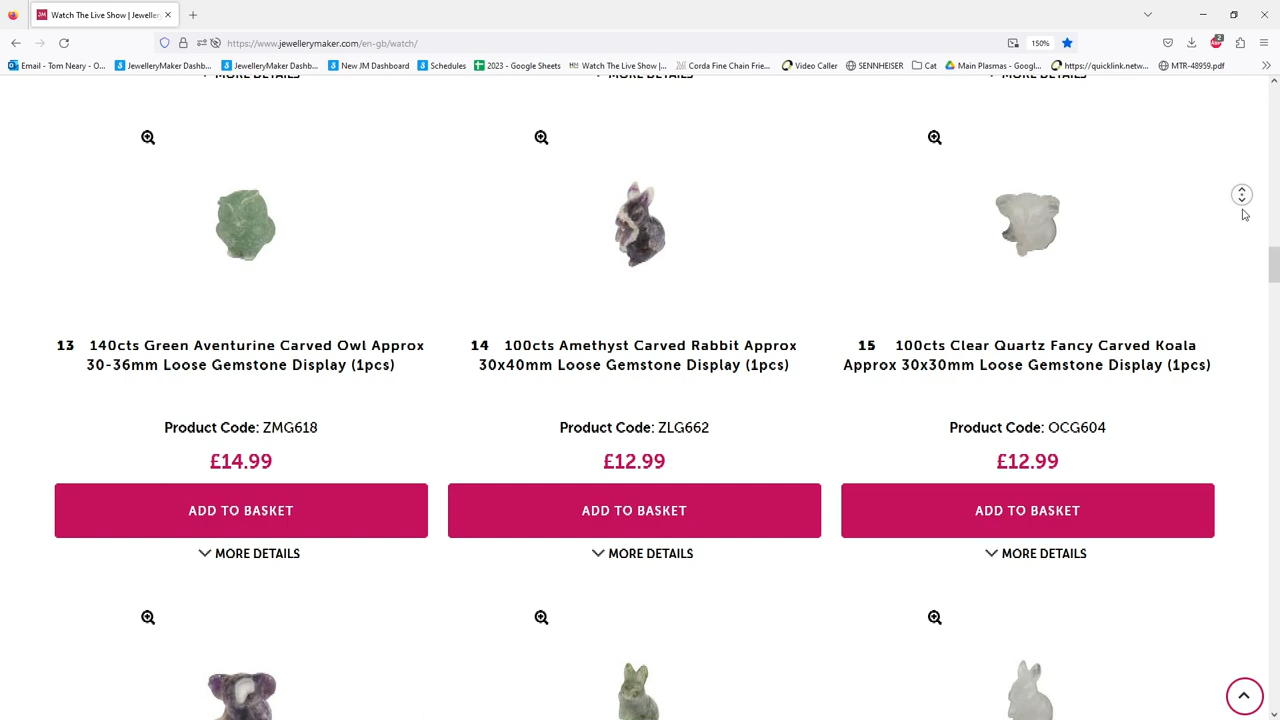 JM Watch The Live Show | Jeweller
https://www.jewellerymaker.com/en-gb/watch/
150%
2
Email - Tom Neary - O...
JewelleryMaker Dashb...
JewelleryMaker Dashb...
New JM Dashboard
Schedules
2023 - Google Sheets
Watch The Live Show |...
Corda Fine Chain Frie...
Video Caller
SENNHEISER
Cat
Main Plasmas - Googl...
https://quicklink.netw...
MTR-48959.pdf
MORE DETAILS
MORE DETAILS
MORE DETAILS
13 140cts Green Aventurine Carved Owl Approx
30-36mm Loose Gemstone Display (1pcs)
Product Code: ZMG618
£14.99
ADD TO BASKET
MORE DETAILS
14 100cts Amethyst Carved Rabbit Approx
30x40mm Loose Gemstone Display (1pcs)
Product Code: ZLG662
£12.99
ADD TO BASKET
MORE DETAILS
15 100cts Clear Quartz Fancy Carved Koala
Approx 30x30mm Loose Gemstone Display (1pcs)
Product Code: OCG604
£12.99
ADD TO BASKET
MORE DETAILS